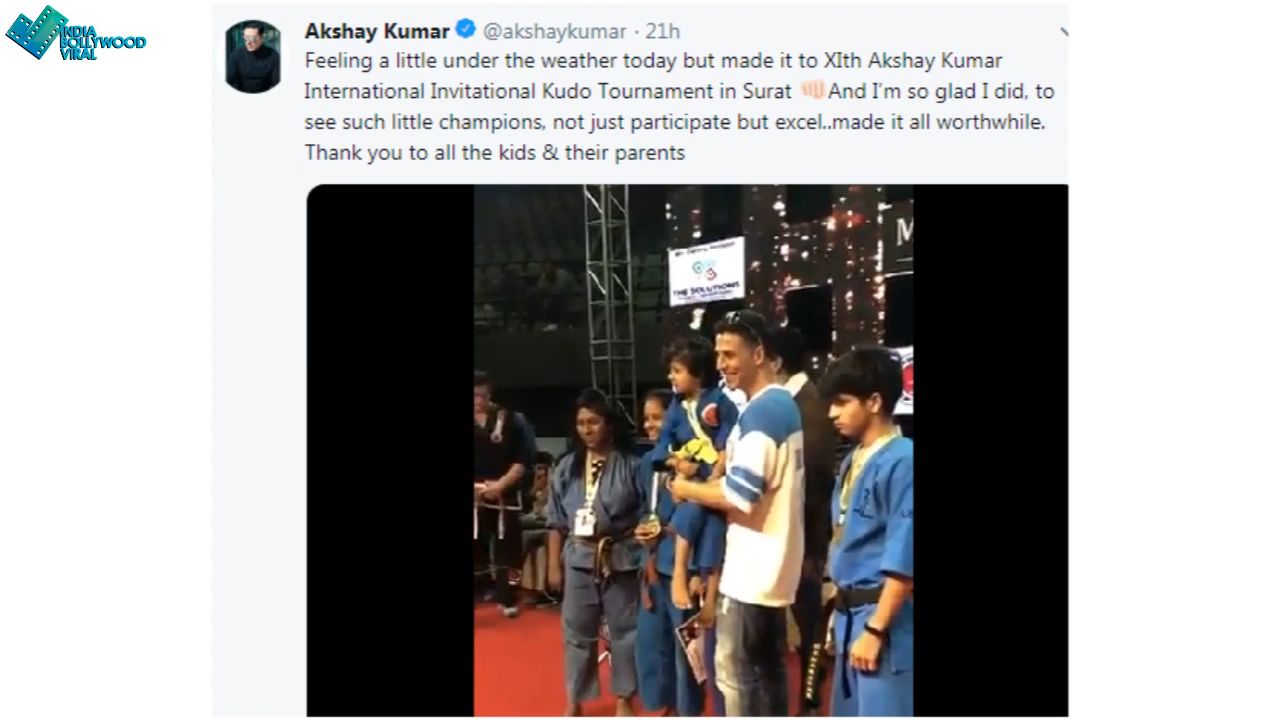 INDIA
BOLLYWOOD
VIRAL
Akshay Kumar @akshaykumar · 21h
Feeling a little under the weather today but made it to XIth Akshay Kumar
International Invitational Kudo Tournament in Surat 👊🏻And I'm so glad I did, to
see such little champions, not just participate but excel..made it all worthwhile.
Thank you to all the kids & their parents
M
THE SOLUTIONS